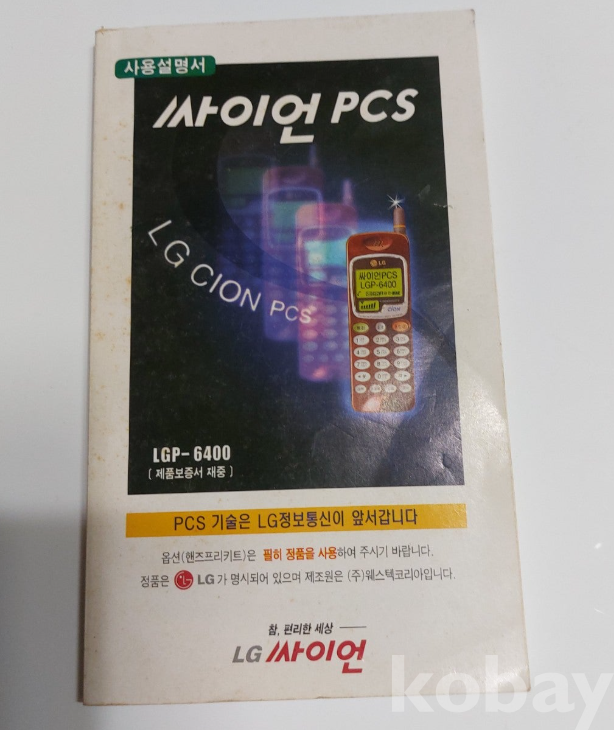 사용설명서
싸이언 PCS
LG CION PCS
LG
싸이언PCS
LGP-6400
Cion
LGP-6400
[ 제품보증서 재중 ]
PCS 기술은 LG정보통신이 앞서갑니다
옵션(핸즈프리키트)은 필히 정품을 사용하여 주시기 바랍니다.
정품은 LG 가 명시되어 있으며 제조원은 (주)웨스텍코리아입니다.
참, 편리한 세상
LG 싸이언
kobay